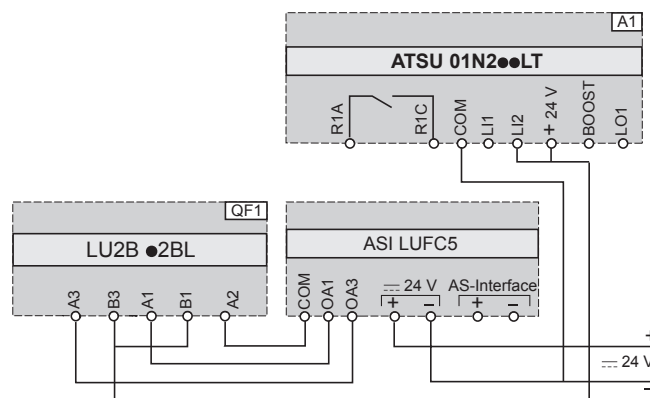 A1
ATSU 01N2●●LT
R1A
R1C
COM
LI1
LI2
+ 24 V
BOOST
LO1
QF1
LU2B ●2BL
A3
B3
A1
B1
A2
ASI LUFC5
COM
OA1
OA3
24 V
+
–
AS-Interface
+
–
+
24 V
–